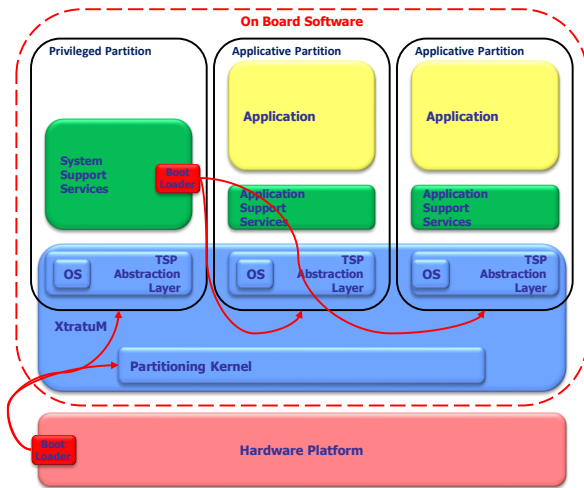 On Board Software
Privileged Partition
Applicative Partition
Applicative Partition
Application
Application
System
Support
Services
Boot
Loader
Application
Support
Services
Application
Support
Services
OS
TSP
Abstraction
Layer
OS
TSP
Abstraction
Layer
OS
TSP
Abstraction
Layer
XtratuM
Partitioning Kernel
Boot
Loader
Hardware Platform